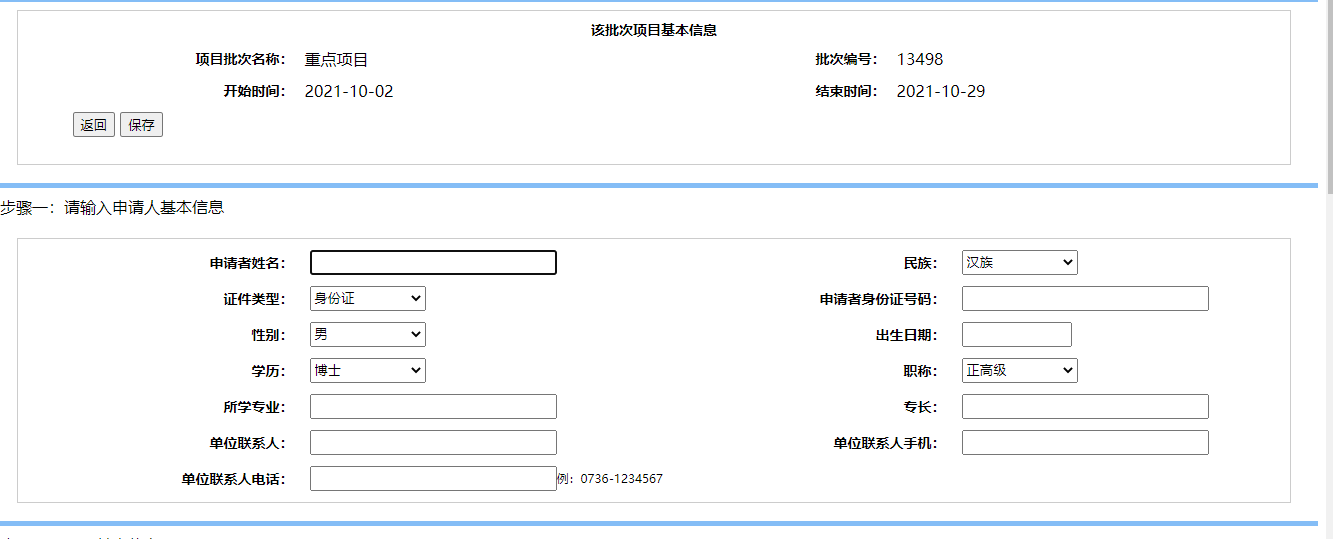 该批次项目基本信息
项目批次名称： 重点项目 批次编号： 13498
开始时间： 2021-10-02 结束时间： 2021-10-29
返回 保存
步骤一：请输入申请人基本信息
申请者姓名： 民族： 汉族
证件类型： 身份证 申请者身份证号码：
性别： 男 出生日期：
学历： 博士 职称： 正高级
所学专业： 专长：
单位联系人： 单位联系人手机：
单位联系人电话： 例：0736-1234567